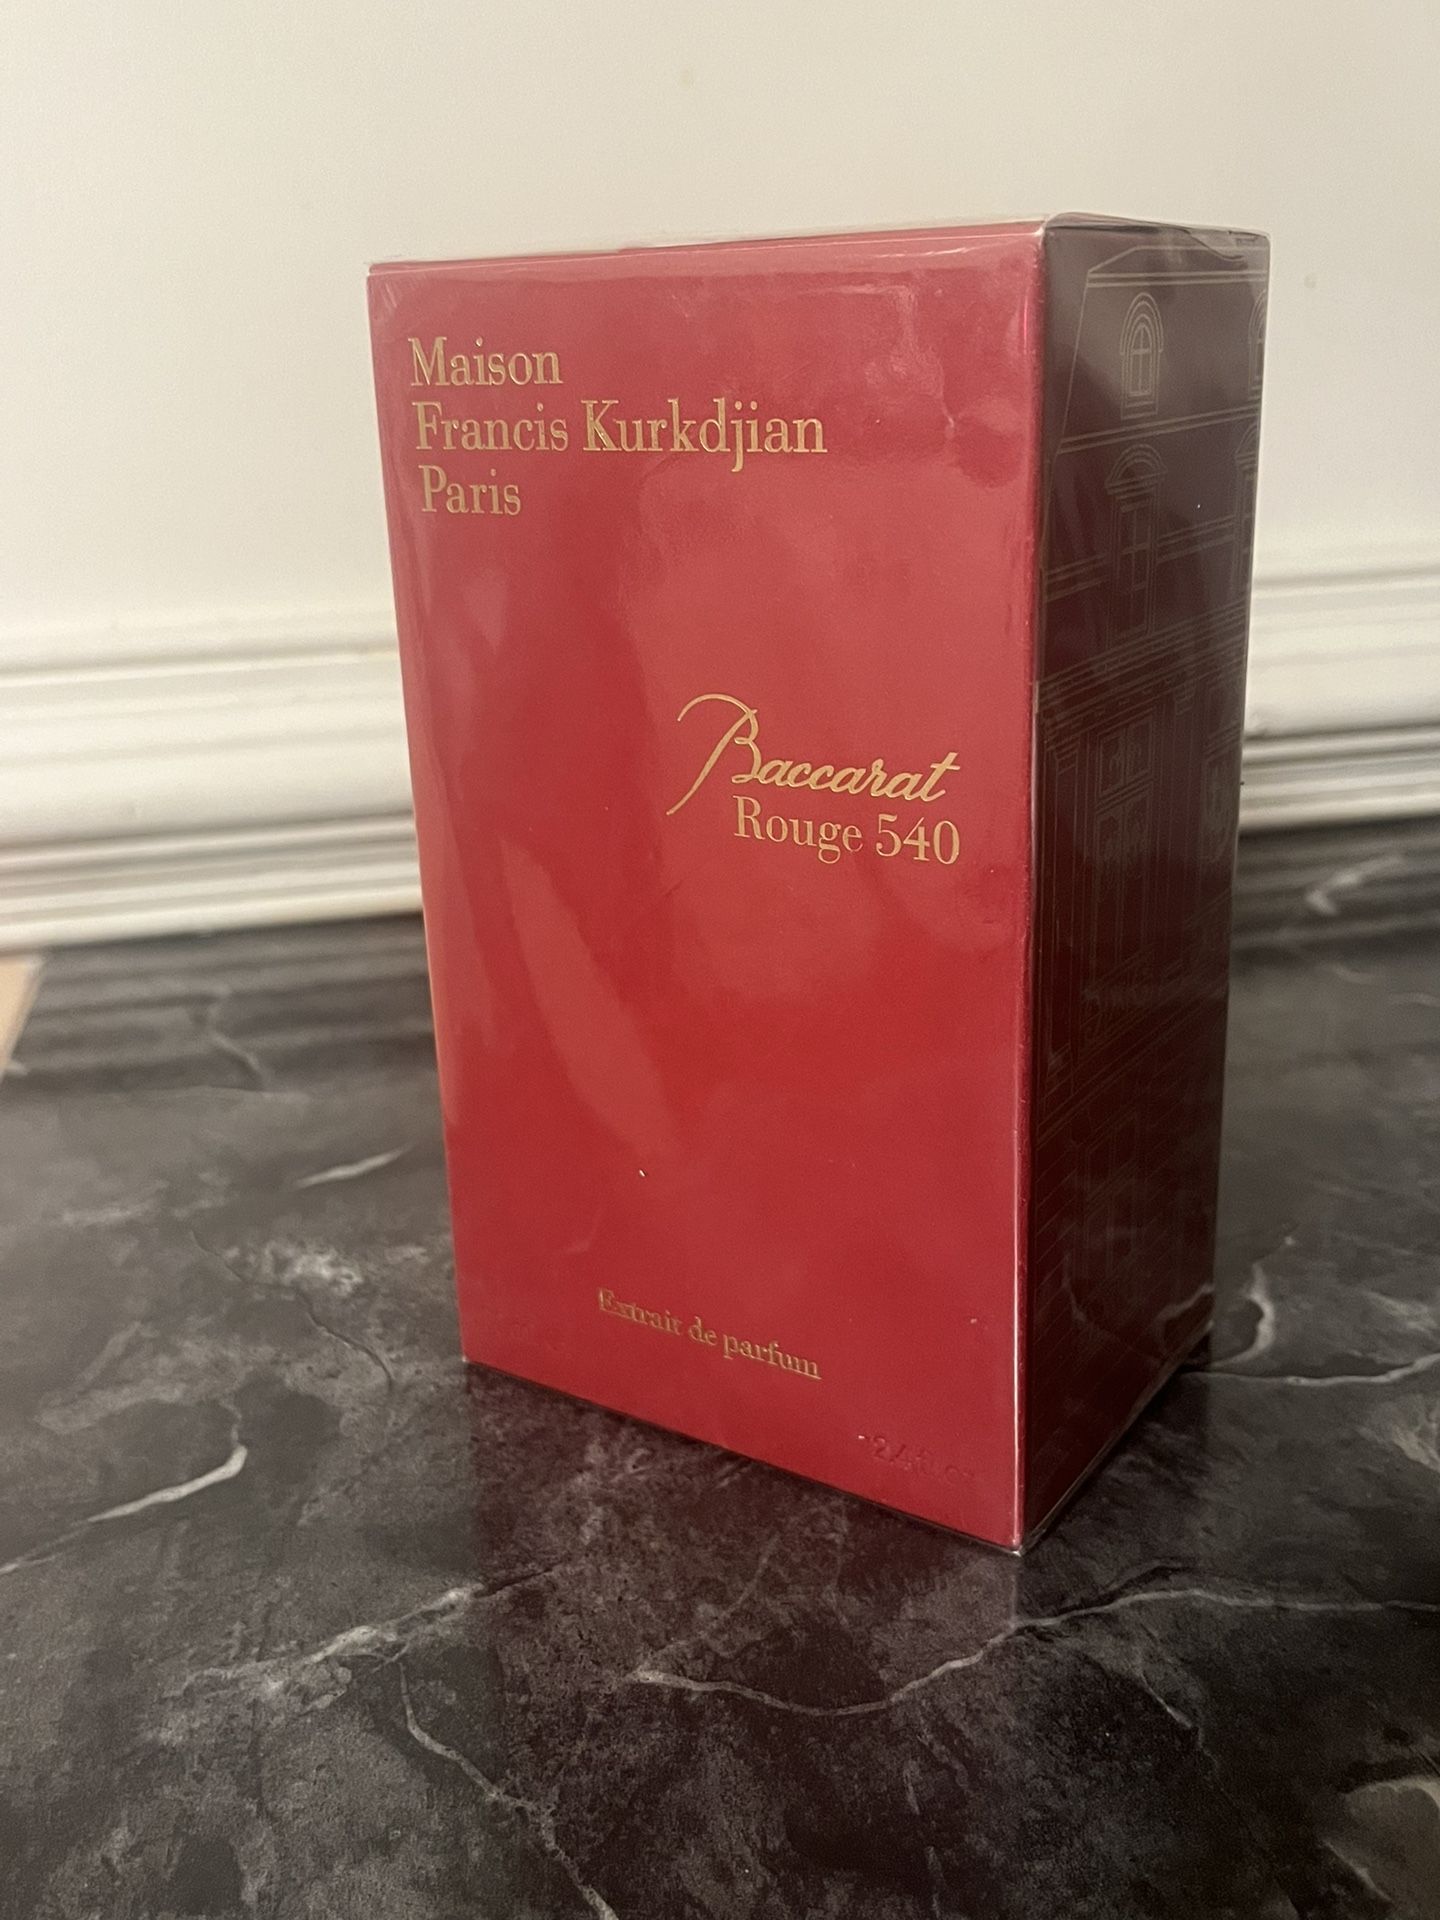 Maison
Francis Kurkdjian
Paris
Baccarat
Rouge 540
Extrait de parfum